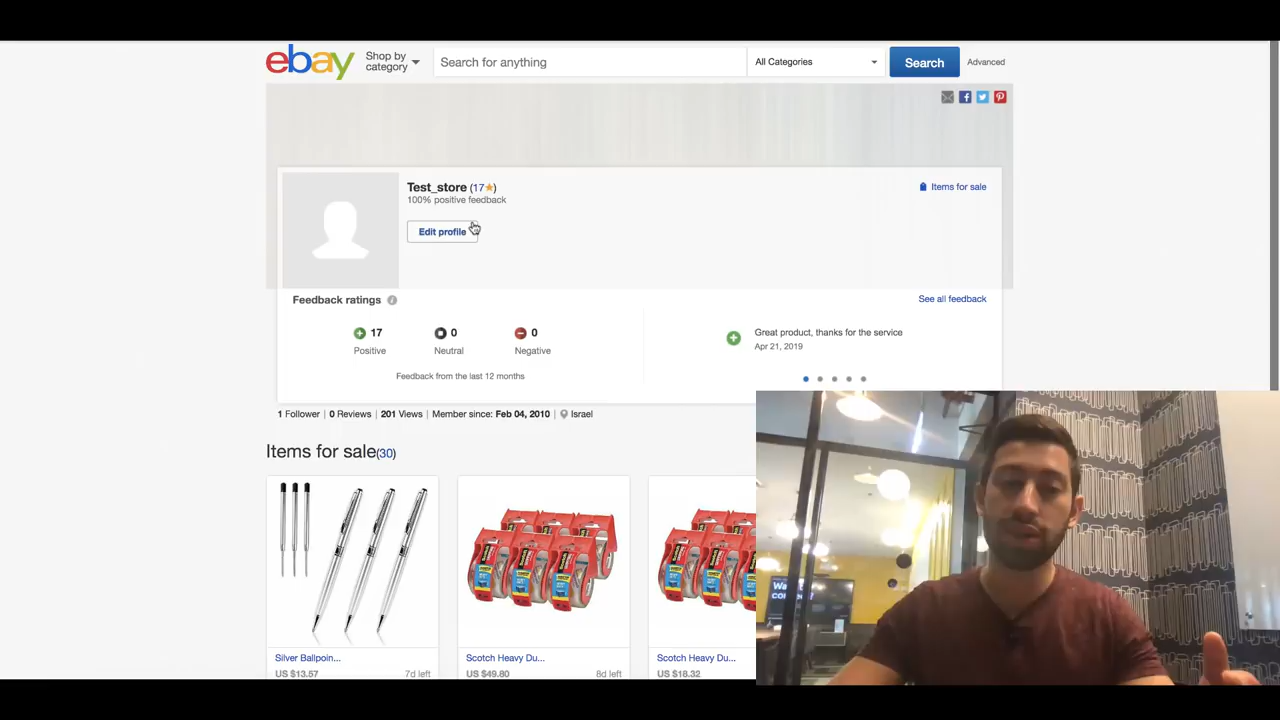 ebay
Shop by
category
Search for anything
All Categories
Search
Advanced
Test_store (17)
100% positive feedback
Items for sale
Edit profile
Feedback ratings
See all feedback
17
0
0
Positive
Neutral
Negative
Great product, thanks for the service
Apr 21, 2019
Feedback from the last 12 months
1 Follower | 0 Reviews | 201 Views | Member since: Feb 04, 2010 | Israel
Items for sale(30)
Silver Ballpoin...
Scotch Heavy Du...
Scotch Heavy Du...
US $13.57
7d left
US $49.80
8d left
US $18.32